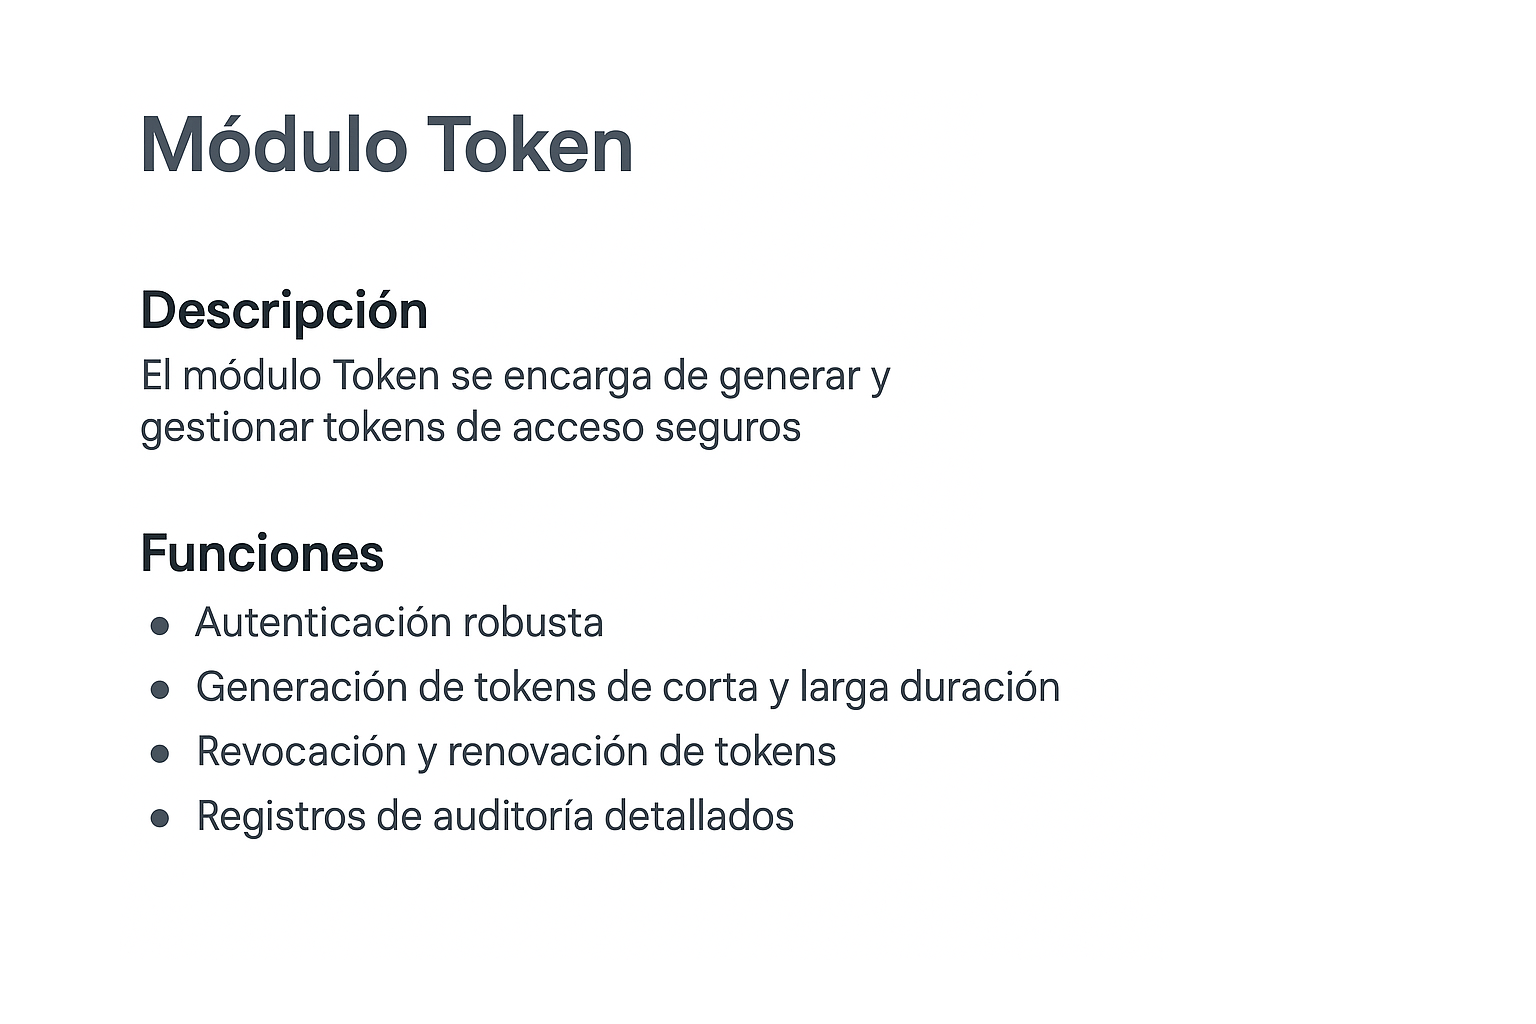 Módulo Token
Descripción
El módulo Token se encarga de generar y
gestionar tokens de acceso seguros
Funciones
● Autenticación robusta
● Generación de tokens de corta y larga duración
● Revocación y renovación de tokens
● Registros de auditoría detallados